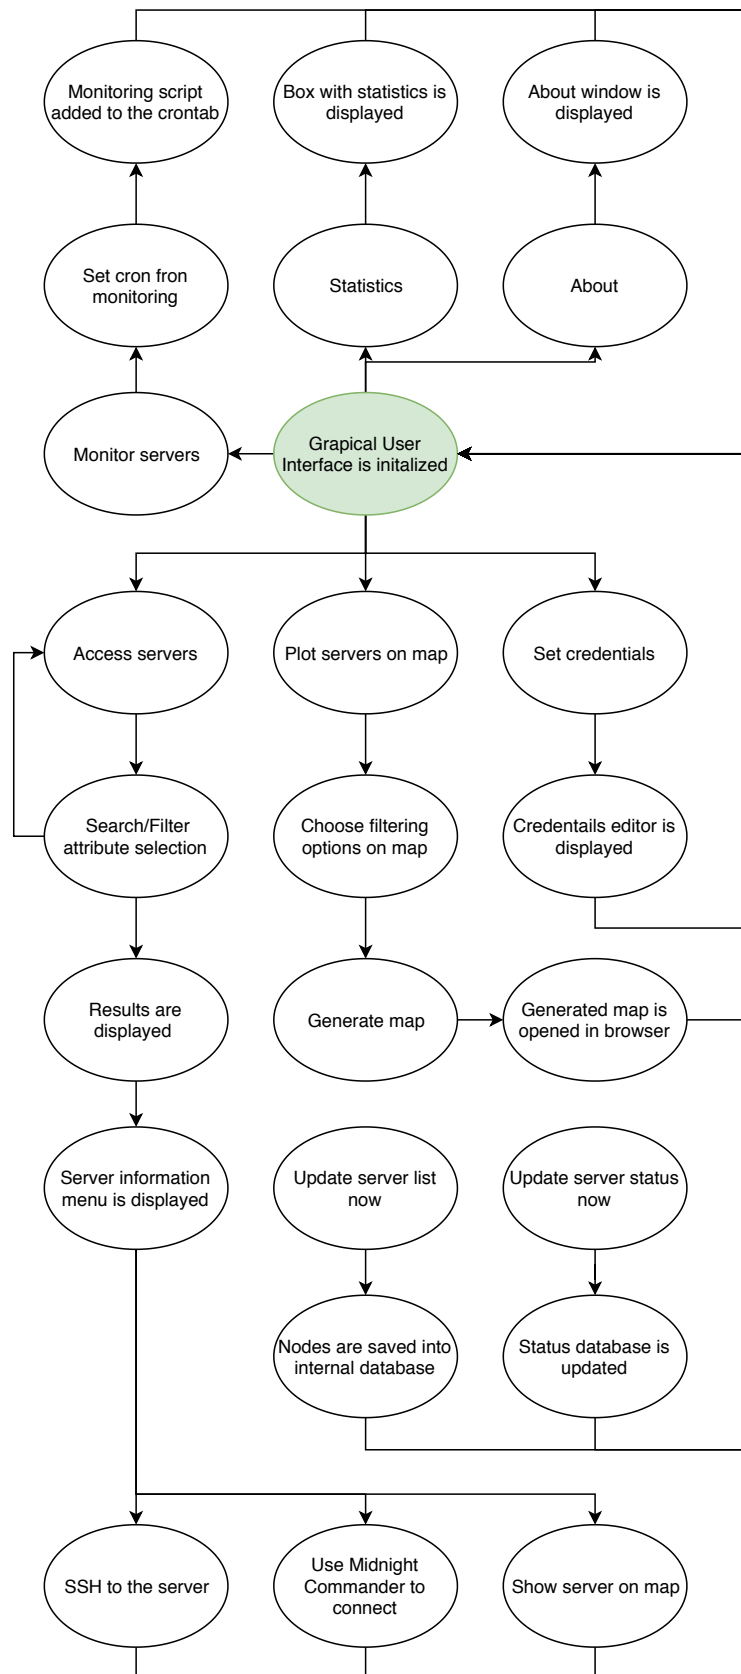 Monitoring script
added to the crontab
Box with statistics is
displayed
About window is
displayed
Set cron fron
monitoring
Statistics
About
Monitor servers
Grapical User
Interface is initalized
Access servers
Plot servers on map
Set credentials
Search/Filter
attribute selection
Choose filtering
options on map
Credentails editor is
displayed
Results are
displayed
Generate map
Generated map is
opened in browser
Server information
menu is displayed
Update server list
now
Update server status
now
Nodes are saved into
internal database
Status database is
updated
SSH to the server
Use Midnight
Commander to
connect
Show server on map